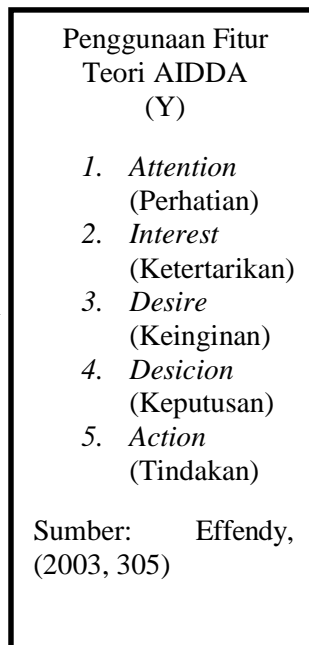 Penggunaan Fitur
Teori AIDDA
(Y)
1. Attention
(Perhatian)
2. Interest
(Ketertarikan)
3. Desire
(Keinginan)
4. Desicion
(Keputusan)
5. Action
(Tindakan)
Sumber: Effendy,
(2003, 305)